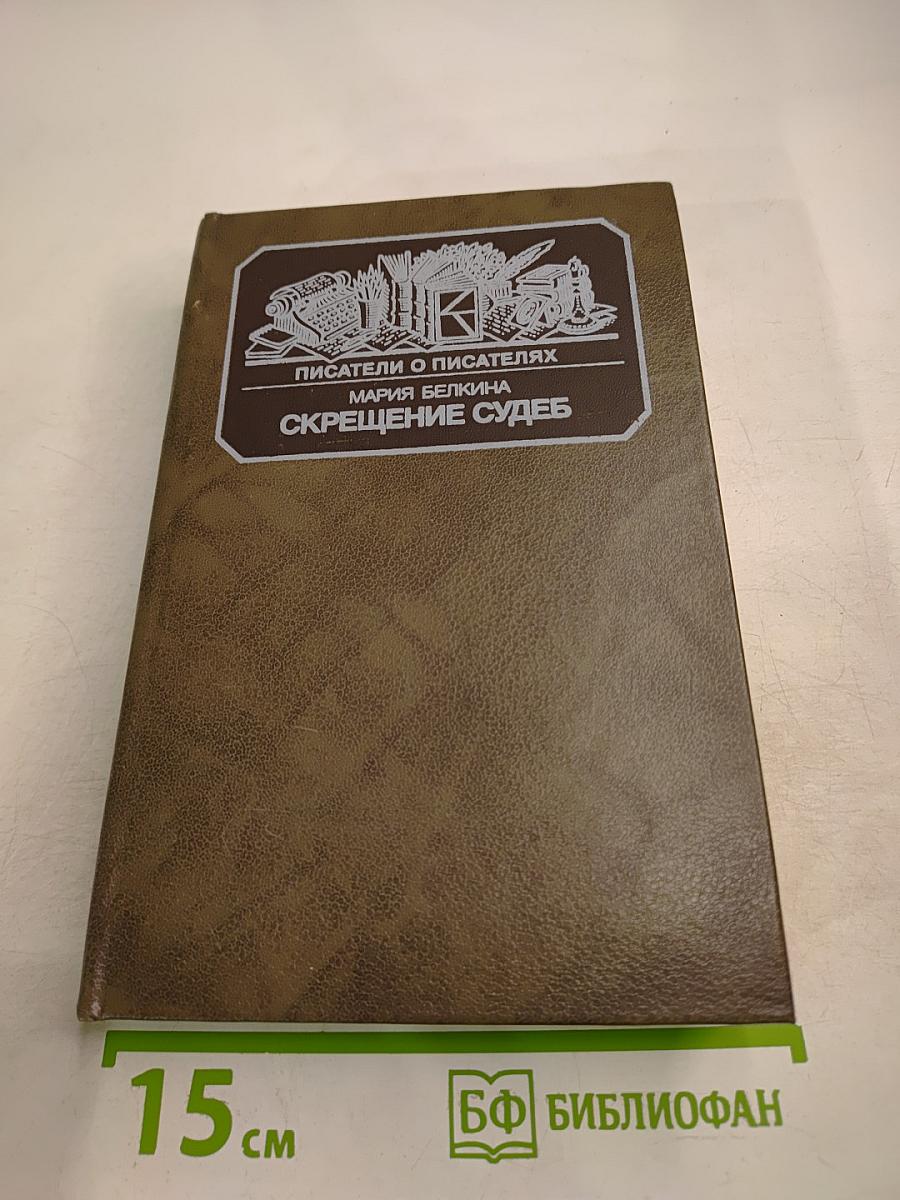 ПИСАТЕЛИ О ПИСАТЕЛЯХ
МАРИЯ БЕЛКИНА
СКРЕЩЕНИЕ СУДЕБ
15 см
БФ БИБЛИОФАН